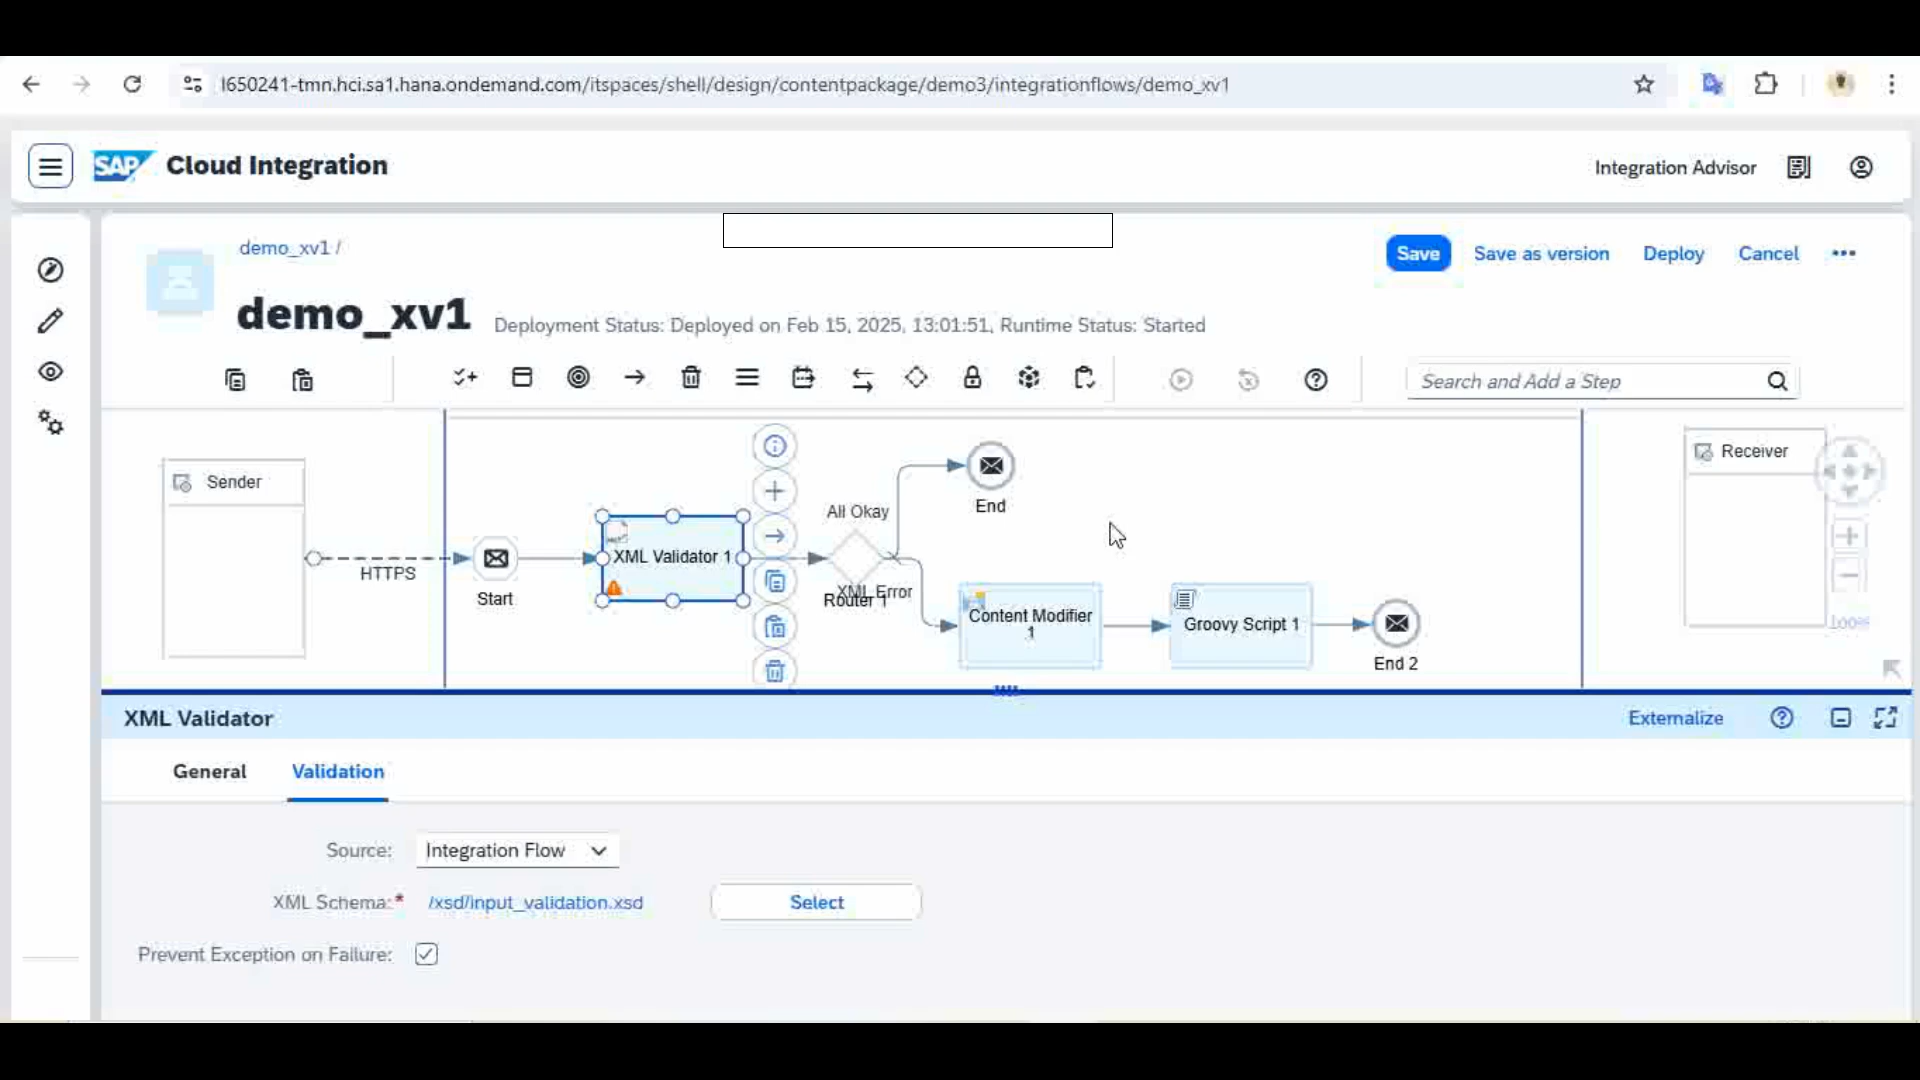 l650241-tmn.hci.sa1.hana.ondemand.com/itspaces/shell/design/contentpackage/demo3/integrationflows/demo_xv1
SAP Cloud Integration
Integration Advisor
demo_xv1 /
Save
Save as version
Deploy
Cancel
demo_xv1
Deployment Status: Deployed on Feb 15, 2025, 13:01:51, Runtime Status: Started
Search and Add a Step
Sender
HTTPS
Start
XML Validator 1
All Okay
XML Error
Router 1
End
Content Modifier
1
Groovy Script 1
End 2
Receiver
100%
XML Validator
Externalize
General
Validation
Source:
Integration Flow
XML Schema:*
/xsd/input_validation.xsd
Select
Prevent Exception on Failure: